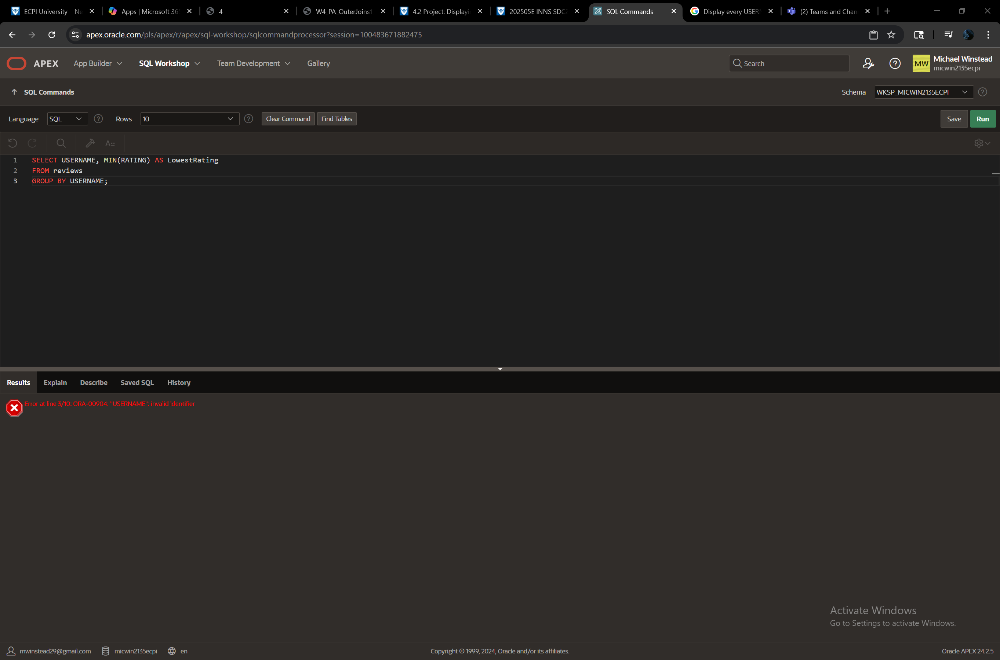 ECPI University – Ne
Apps | Microsoft 365
4
W4_PA_OuterJoins1
4.2 Project: Displayin
202505E INNS SDC2
SQL Commands
Display every USERN
(2) Teams and Chan
apex.oracle.com/pls/apex/r/apex/sql-workshop/sqlcommandprocessor?session=100483671882475
APEX
App Builder
SQL Workshop
Team Development
Gallery
Search
MW
Michael Winstead
micwin2135ecpi
SQL Commands
Schema
WKSP_MICWIN2135ECPI
Language
SQL
Rows
10
Clear Command
Find Tables
Save
Run
A
1 SELECT USERNAME, MIN(RATING) AS LowestRating
2 FROM reviews
3 GROUP BY USERNAME;
Results
Explain
Describe
Saved SQL
History
Error at line 3/10: ORA-00904: "USERNAME": invalid identifier
Activate Windows
Go to Settings to activate Windows.
mwinstead29@gmail.com
micwin2135ecpi
en
Copyright © 1999, 2024, Oracle and/or its affiliates.
Oracle APEX 24.2.5